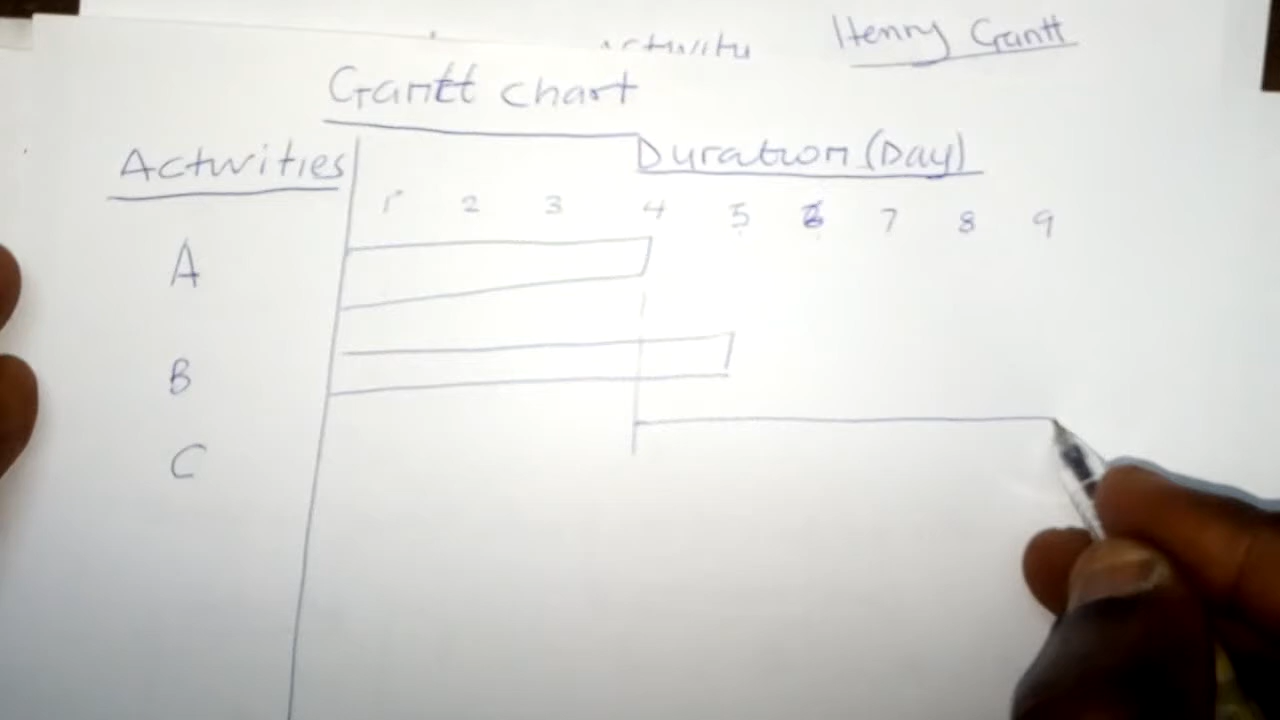 Henry Gantt
Gantt chart
Activities Duration (Day)
1 2 3 4 5 6 7 8 9
A
B
C